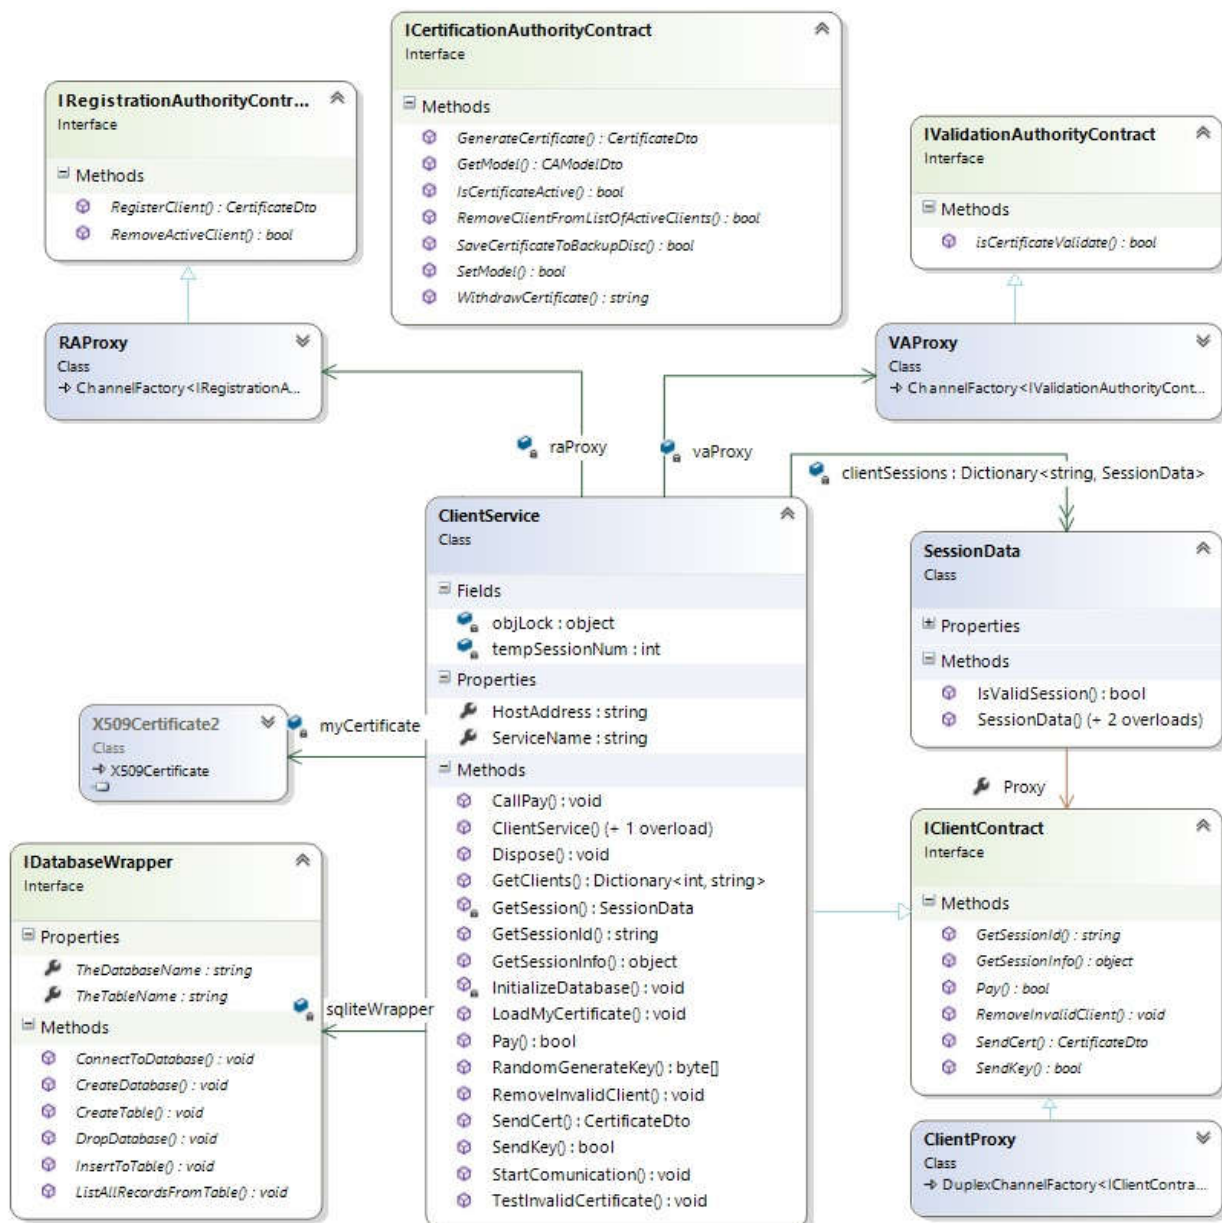 ICertificationAuthorityContract
Interface
Methods
GenerateCertificate() : CertificateDto
GetModel() : CAModelDto
IsCertificateActive() : bool
RemoveClientFromListOfActiveClients() : bool
SaveCertificateToBackupDisc() : bool
SetModel() : bool
WithdrawCertificate() : string
IRegistrationAuthorityContr...
Interface
Methods
RegisterClient() : CertificateDto
RemoveActiveClient() : bool
IValidationAuthorityContract
Interface
Methods
isCertificateValidate() : bool
RAProxy
Class
ChannelFactory<IRegistrationA...
VAProxy
Class
ChannelFactory<IValidationAuthorityCont...
raProxy
vaProxy
clientSessions : Dictionary<string, SessionData>
ClientService
Class
Fields
objLock : object
tempSessionNum : int
Properties
HostAddress : string
ServiceName : string
Methods
CallPay() : void
ClientService() (+ 1 overload)
Dispose() : void
GetClients() : Dictionary<int, string>
GetSession() : SessionData
GetSessionId() : string
GetSessionInfo() : object
InitializeDatabase() : void
LoadMyCertificate() : void
Pay() : bool
RandomGenerateKey() : byte[]
RemoveInvalidClient() : void
SendCert() : CertificateDto
SendKey() : bool
StartComunication() : void
TestInvalidCertificate() : void
SessionData
Class
Properties
Methods
IsValidSession() : bool
SessionData() (+ 2 overloads)
X509Certificate2
Class
X509Certificate
myCertificate
Proxy
IClientContract
Interface
Methods
GetSessionId() : string
GetSessionInfo() : object
Pay() : bool
RemoveInvalidClient() : void
SendCert() : CertificateDto
SendKey() : bool
IDatabaseWrapper
Interface
Properties
TheDatabaseName : string
TheTableName : string
Methods
ConnectToDatabase() : void
CreateDatabase() : void
CreateTable() : void
DropDatabase() : void
InsertToTable() : void
ListAllRecordsFromTable() : void
sqliteWrapper
ClientProxy
Class
DuplexChannelFactory<IClientContra...